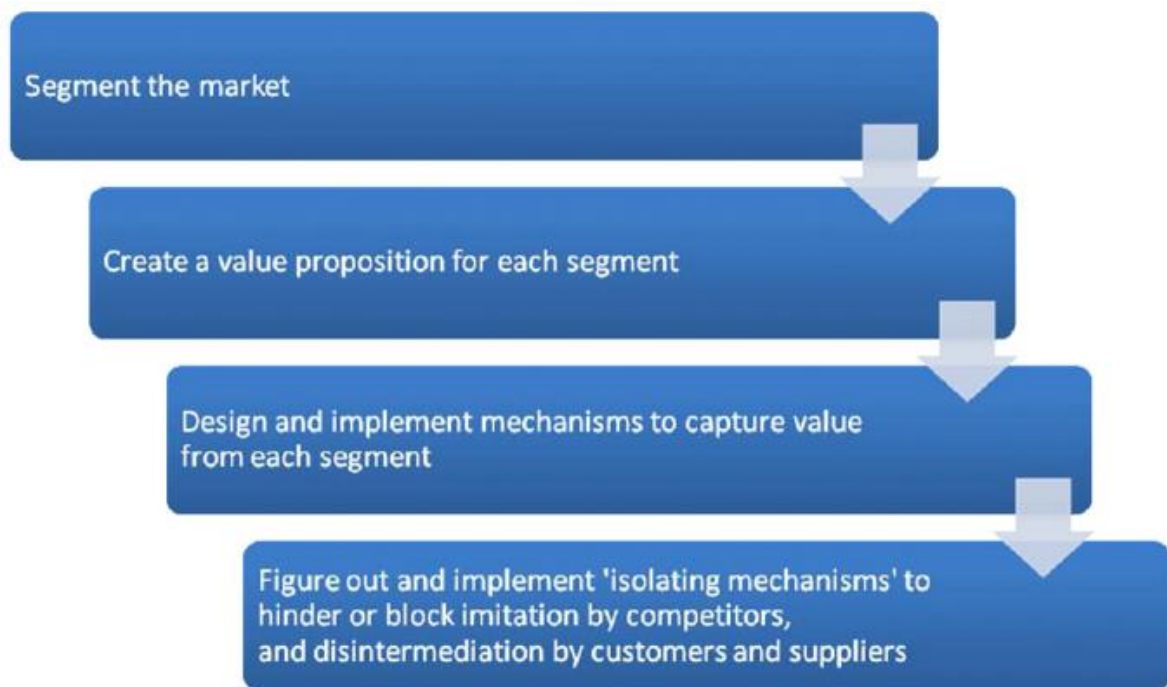 Segment the market
Create a value proposition for each segment
Design and implement mechanisms to capture value
from each segment
Figure out and implement 'isolating mechanisms' to
hinder or block imitation by competitors,
and disintermediation by customers and suppliers